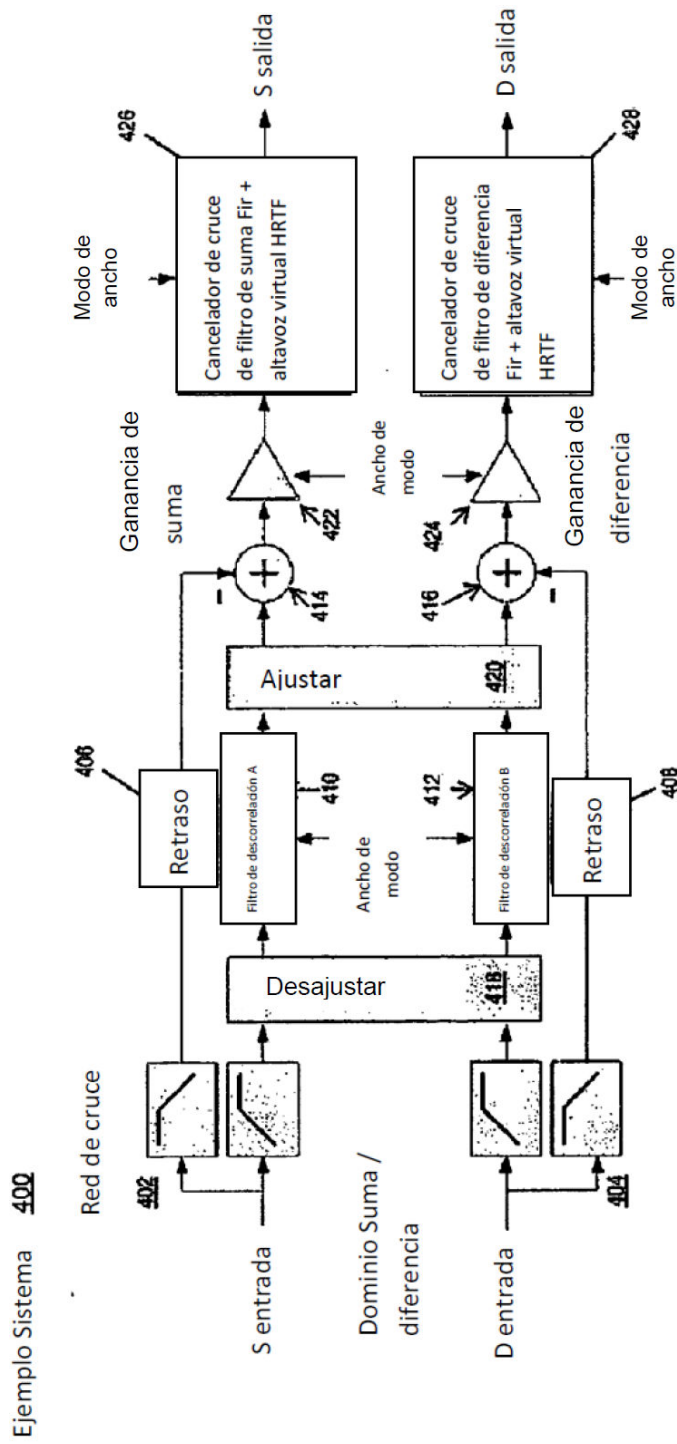 Ejemplo Sistema 400
Red de cruce
402
S entrada
Dominio Suma /
diferencia
D entrada
404
Desajustar
418
406
Retraso
Filtro de descorrelación A
410
Ancho de
modo
412
Filtro de descorrelación B
Retraso
408
Ajustar
420
Ganancia de
suma
–
414
422
Ancho de
modo
416
424
–
Ganancia de
diferencia
Modo de
ancho
426
Cancelador de cruce
de filtro de suma Fir +
altavoz virtual HRTF
S salida
Cancelador de cruce
de filtro de diferencia
Fir + altavoz virtual
HRTF
D salida
428
Modo de
ancho